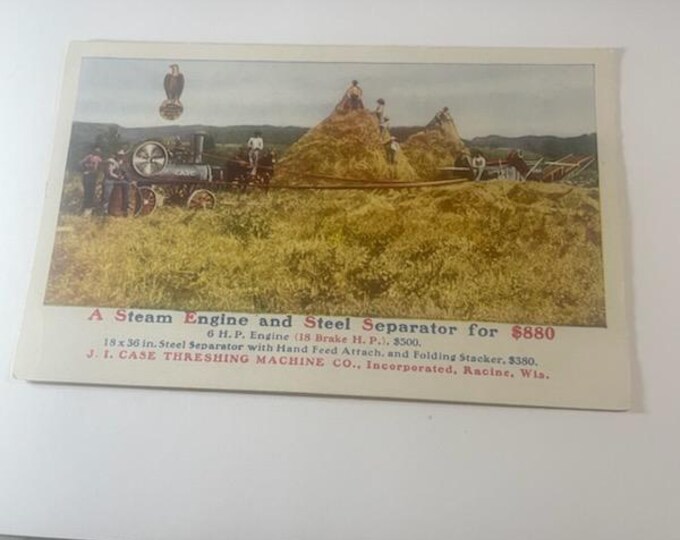 CASE
A Steam Engine and Steel Separator for $880
6 H. P. Engine (18 Brake H. P.), $500.
18 x 36 in. Steel Separator with Hand Feed Attach. and Folding Stacker, $380.
J. I. CASE THRESHING MACHINE CO., Incorporated, Racine, Wis.